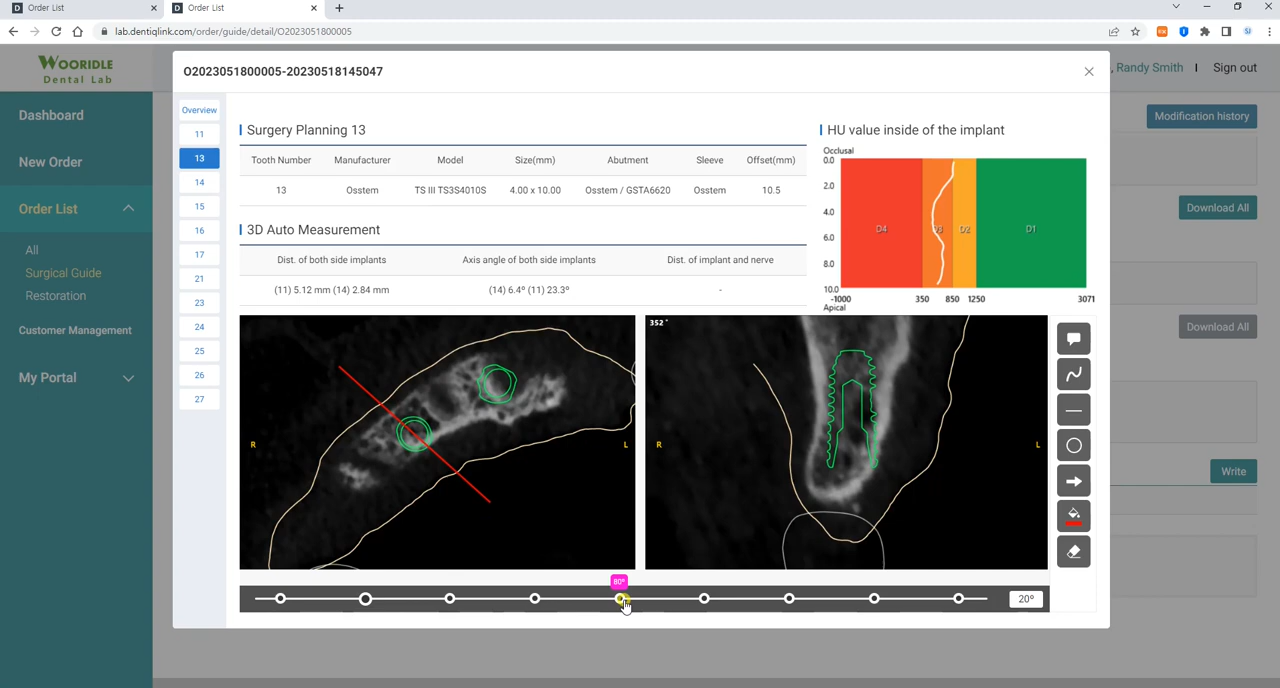 Order List
Order List
lab.dentiqlink.com/order/guide/detail/O2023051800005
WOORIDLE
Dental Lab
Dashboard
New Order
Order List
All
Surgical Guide
Restoration
Customer Management
My Portal
, Randy Smith | Sign out
Modification history
Download All
Download All
Write
O2023051800005-20230518145047
Overview
11
13
14
15
16
17
21
23
24
25
26
27
Surgery Planning 13
Tooth Number Manufacturer Model Size(mm) Abutment Sleeve Offset(mm)
13 Osstem TS III TS3S4010S 4.00 x 10.00 Osstem / GSTA6620 Osstem 10.5
3D Auto Measurement
Dist. of both side implants Axis angle of both side implants Dist. of implant and nerve
(11) 5.12 mm (14) 2.84 mm (14) 6.4º (11) 23.3º -
HU value inside of the implant
Occlusal
0.0
2.0
4.0
6.0
8.0
10.0
D4 D3 D2 D1
-1000 350 850 1250 3071
Apical
R L
352°
R L
80º
20º